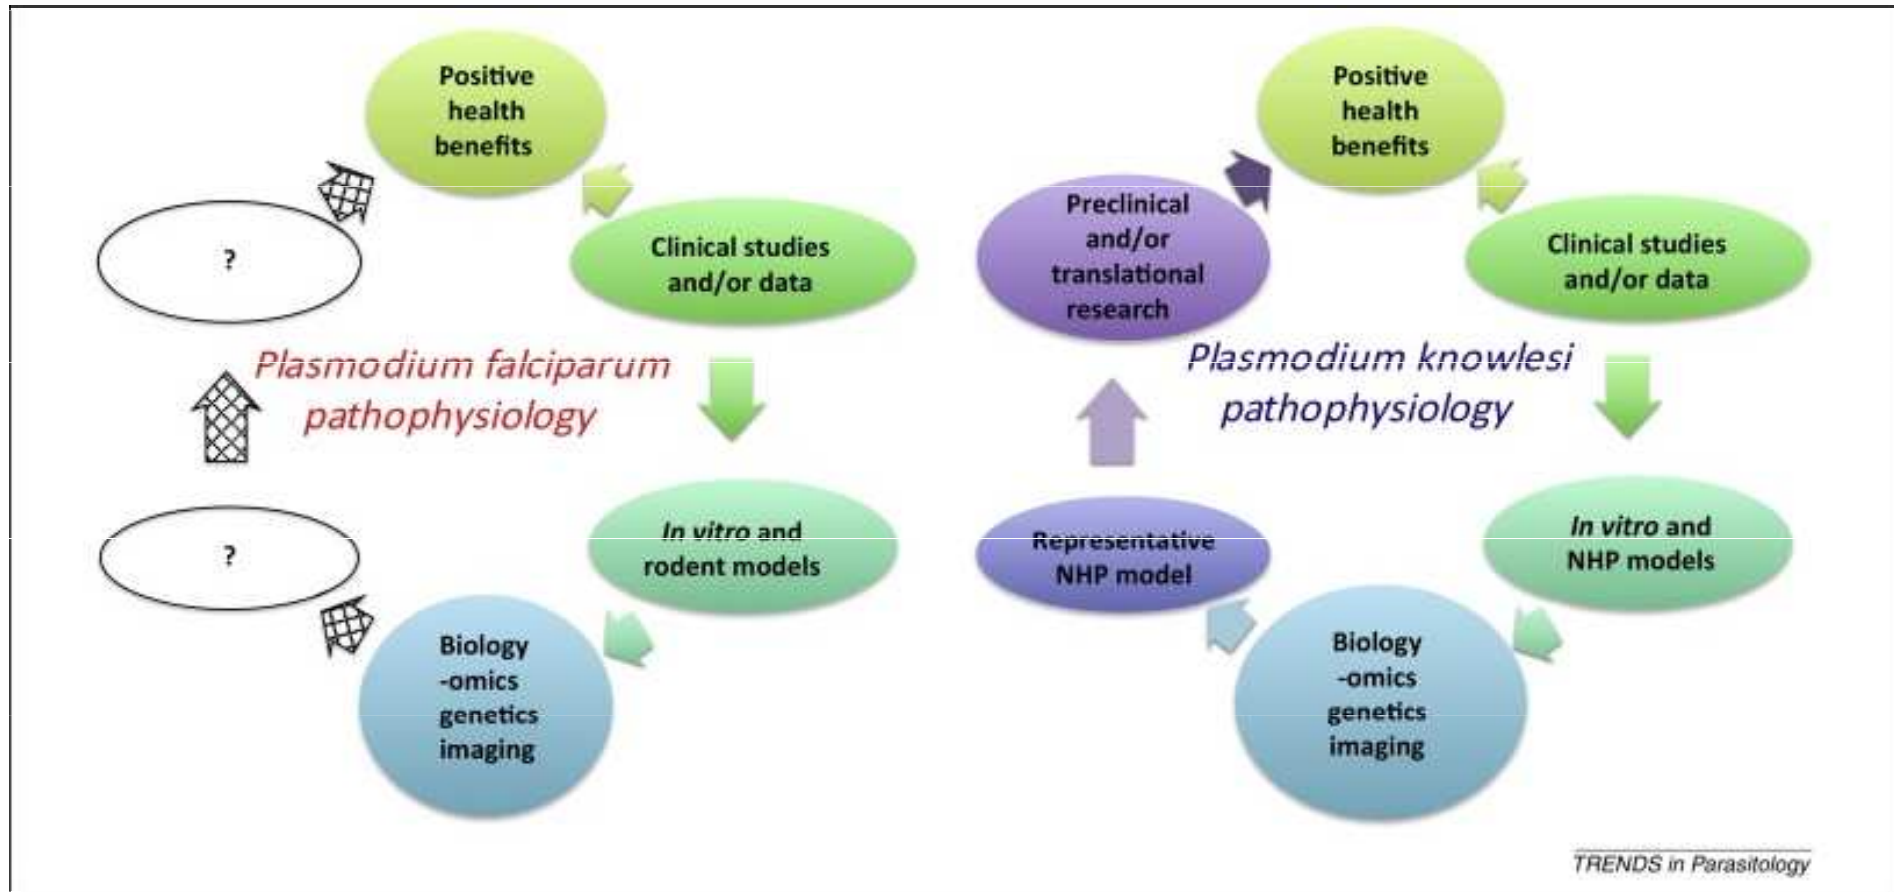 Positive
health
benefits
?
Clinical studies
and/or data
Plasmodium falciparum
pathophysiology
?
In vitro and
rodent models
Biology
-omics
genetics
imaging
Positive
health
benefits
Preclinical
and/or
translational
research
Clinical studies
and/or data
Plasmodium knowlesi
pathophysiology
Representative
NHP model
In vitro and
NHP models
Biology
-omics
genetics
imaging
TRENDS in Parasitology